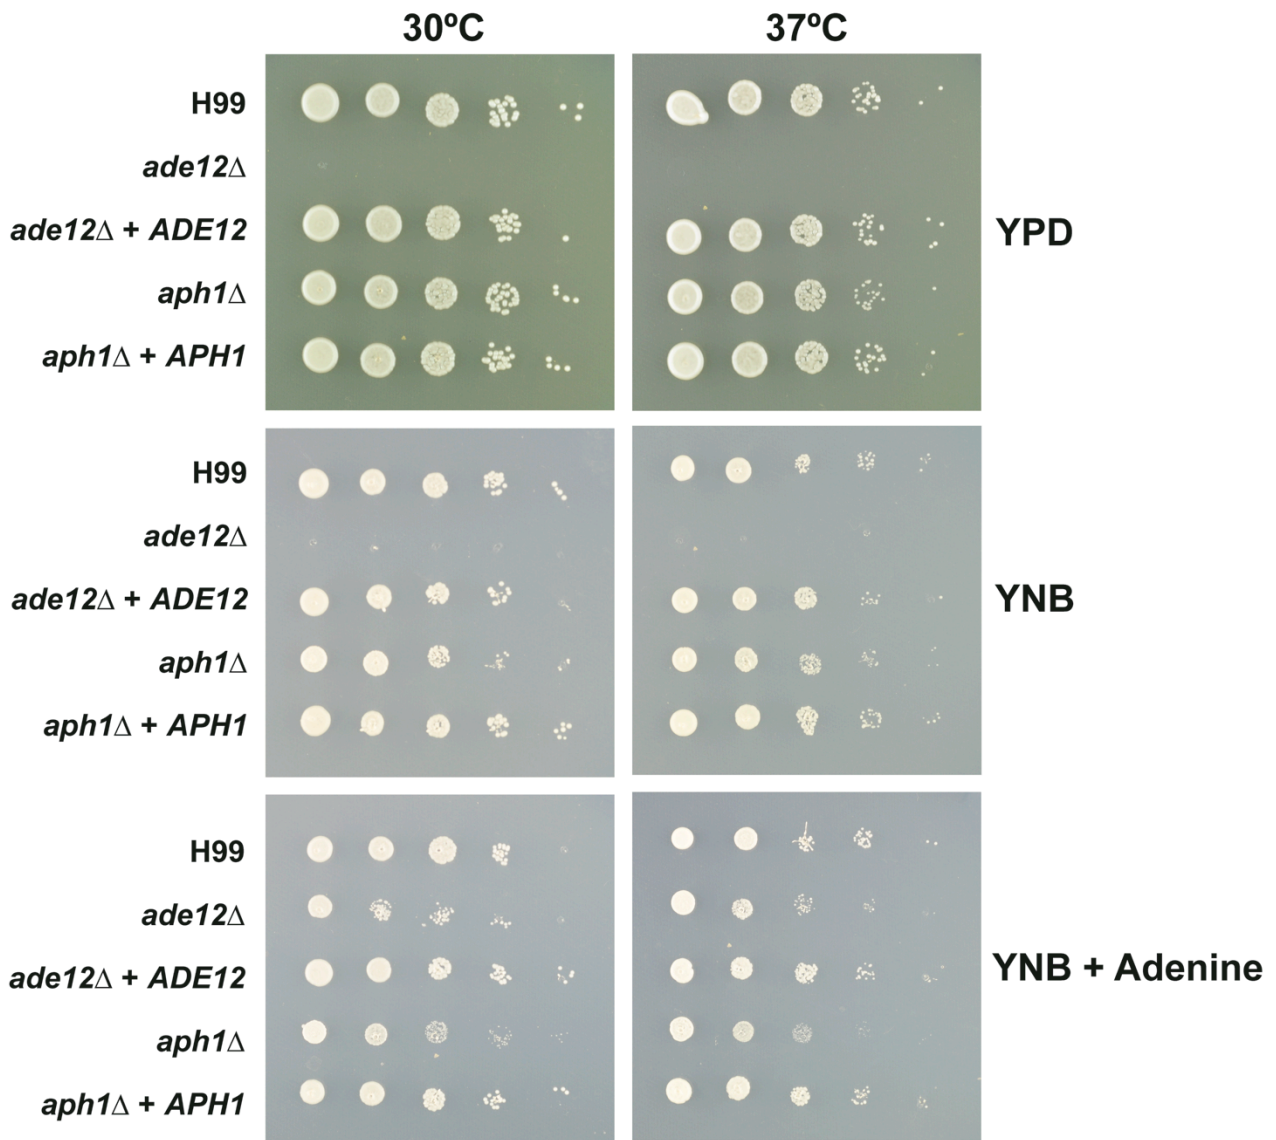 30ºC 37ºC
H99
ade12Δ
ade12Δ + ADE12
aph1Δ
aph1Δ + APH1
YPD
H99
ade12Δ
ade12Δ + ADE12
aph1Δ
aph1Δ + APH1
YNB
H99
ade12Δ
ade12Δ + ADE12
aph1Δ
aph1Δ + APH1
YNB + Adenine